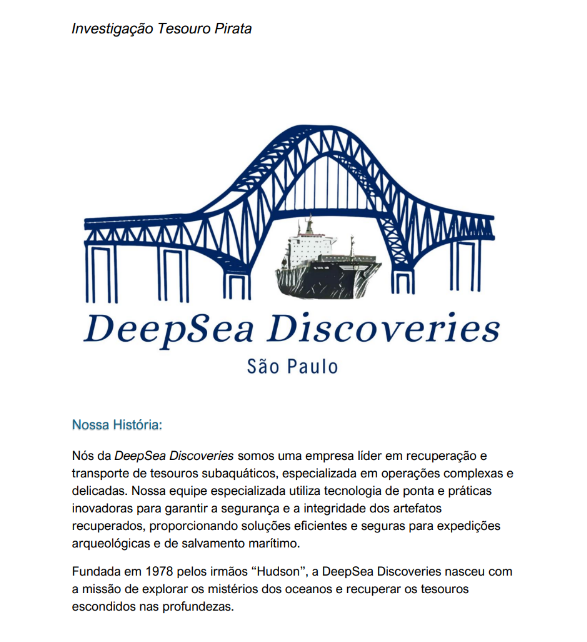 Investigação Tesouro Pirata
DeepSea Discoveries
São Paulo
Nossa História:
Nós da DeepSea Discoveries somos uma empresa líder em recuperação e
transporte de tesouros subaquáticos, especializada em operações complexas e
delicadas. Nossa equipe especializada utiliza tecnologia de ponta e práticas
inovadoras para garantir a segurança e a integridade dos artefatos
recuperados, proporcionando soluções eficientes e seguras para expedições
arqueológicas e de salvamento marítimo.
Fundada em 1978 pelos irmãos “Hudson”, a DeepSea Discoveries nasceu com
a missão de explorar os mistérios dos oceanos e recuperar os tesouros
escondidos nas profundezas.